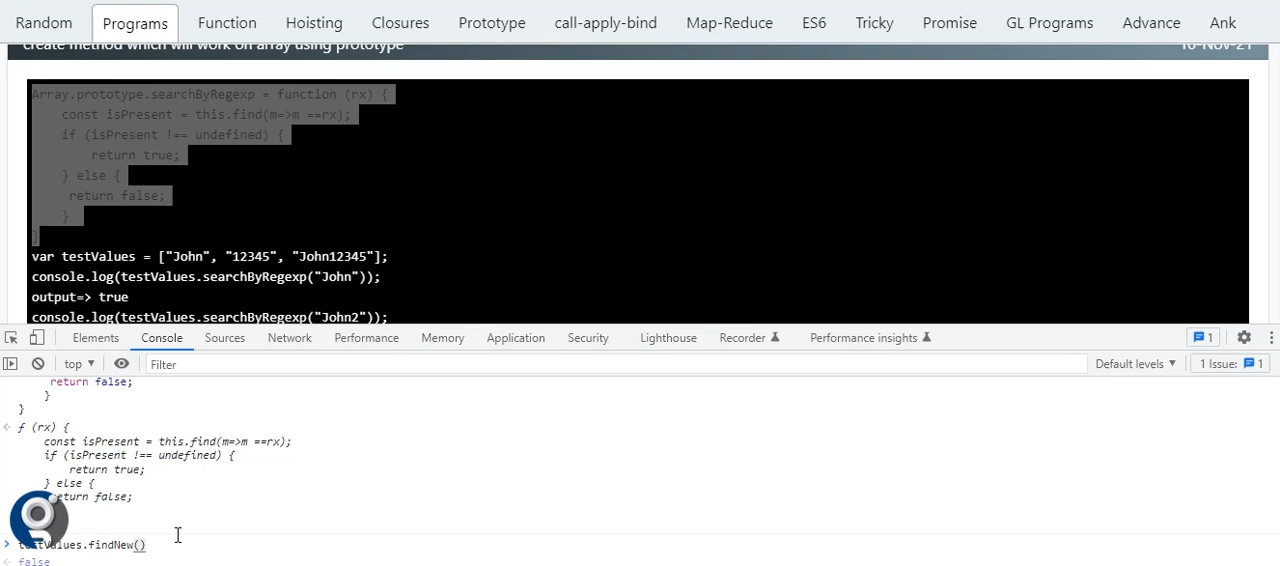 Random Programs Function Hoisting Closures Prototype call-apply-bind Map-Reduce ES6 Tricky Promise GL Programs Advance Ank
create method which will work on array using prototype 10-Nov-21
Array.prototype.searchByRegexp = function (rx) {
const isPresent = this.find(m=>m ==rx);
if (isPresent !== undefined) {
return true;
} else {
return false;
}
}
var testValues = ["John", "12345", "John12345"];
console.log(testValues.searchByRegexp("John"));
output=> true
console.log(testValues.searchByRegexp("John2"));
Elements Console Sources Network Performance Memory Application Security Lighthouse Recorder Performance insights 1
top Filter Default levels 1 Issue: 1
return false;
}
}
ƒ (rx) {
const isPresent = this.find(m=>m ==rx);
if (isPresent !== undefined) {
return true;
} else {
return false;
testValues.findNew()
false